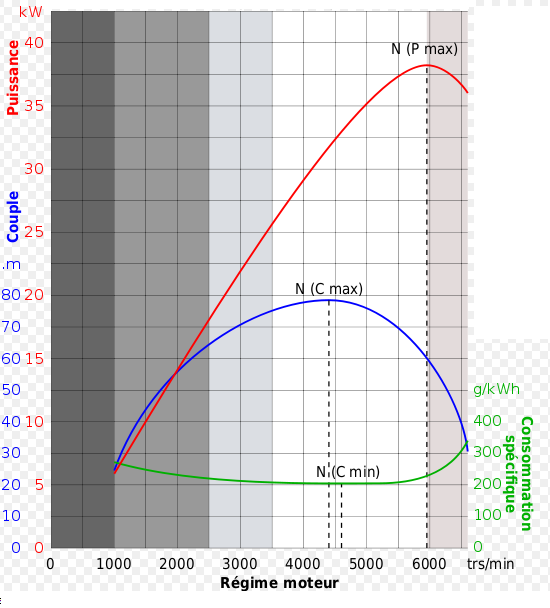 kW
N (P max)
40
Puissance
35
30
Couple
25
.m
N (C max)
80 20
70
60 15
50
g/kWh
40 10
400
30
300
N (C min)
20 5
200
10
100
0 0
0
Consommation
spécifique
0 1000 2000 3000 4000 5000 6000 trs/min
Régime moteur